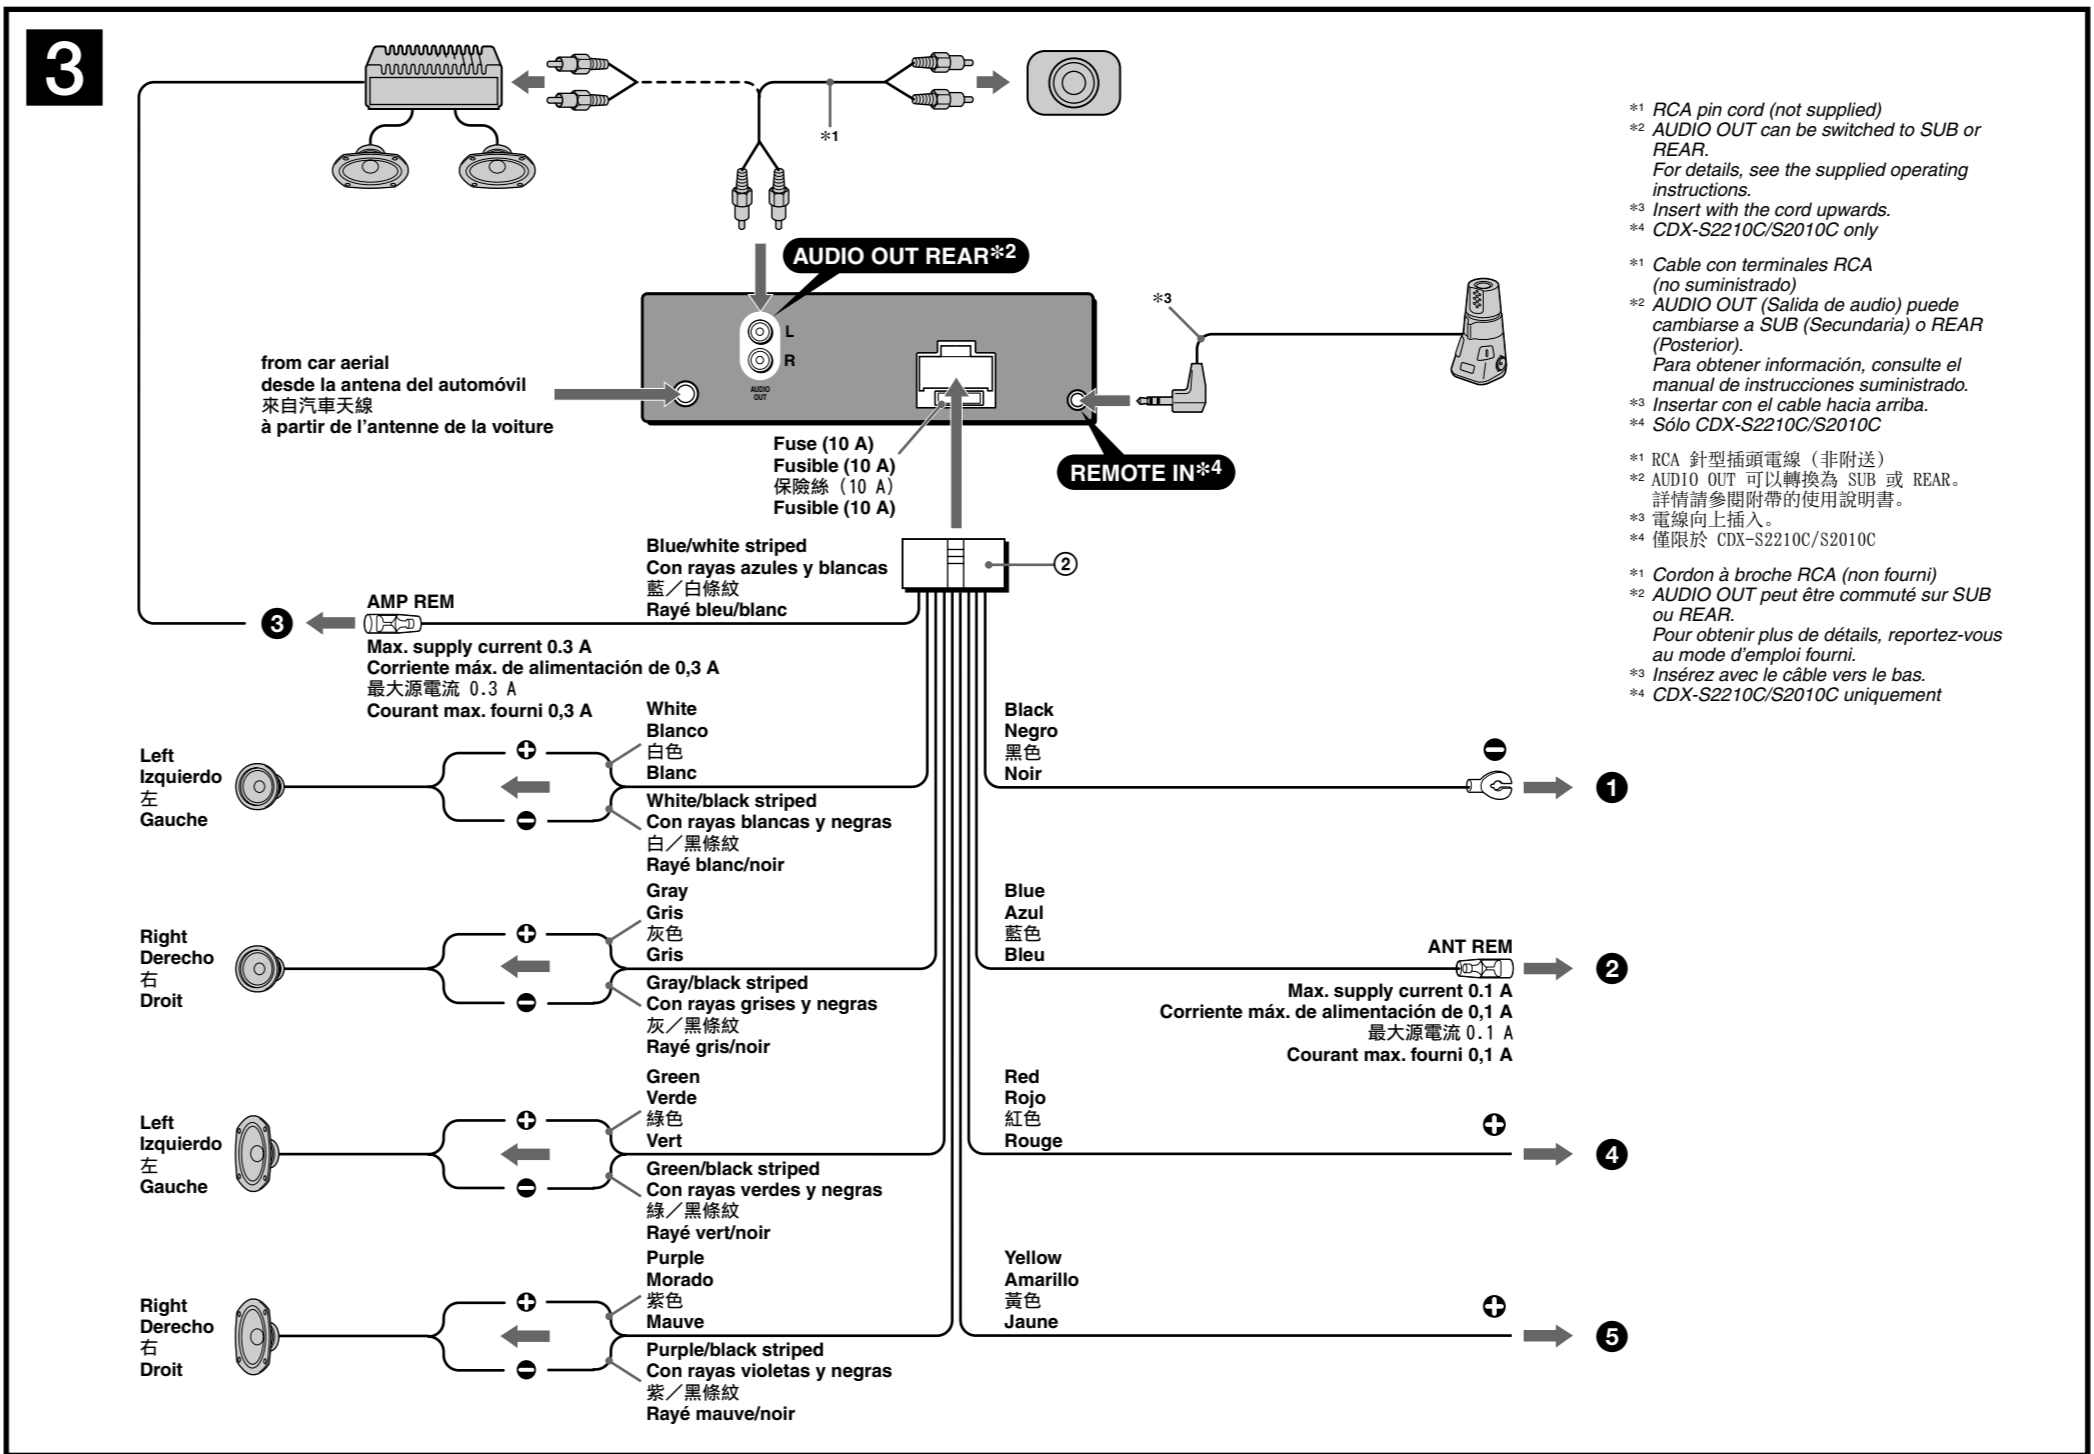 3
*1
AUDIO OUT REAR*2
L
R
AUDIO
OUT
*3
from car aerial
desde la antena del automóvil
來自汽車天線
à partir de l'antenne de la voiture
Fuse (10 A)
Fusible (10 A)
保險絲（10 A）
Fusible (10 A)
REMOTE IN*4
Blue/white striped
Con rayas azules y blancas
藍／白條紋
Rayé bleu/blanc
②
❸
AMP REM
Max. supply current 0.3 A
Corriente máx. de alimentación de 0,3 A
最大源電流 0.3 A
Courant max. fourni 0,3 A
Left
Izquierdo
左
Gauche
+
−
White
Blanco
白色
Blanc
White/black striped
Con rayas blancas y negras
白／黑條紋
Rayé blanc/noir
Right
Derecho
右
Droit
+
−
Gray
Gris
灰色
Gris
Gray/black striped
Con rayas grises y negras
灰／黑條紋
Rayé gris/noir
Left
Izquierdo
左
Gauche
+
−
Green
Verde
綠色
Vert
Green/black striped
Con rayas verdes y negras
綠／黑條紋
Rayé vert/noir
Right
Derecho
右
Droit
+
−
Purple
Morado
紫色
Mauve
Purple/black striped
Con rayas violetas y negras
紫／黑條紋
Rayé mauve/noir
Black
Negro
黑色
Noir
−
❶
Blue
Azul
藍色
Bleu
ANT REM
❷
Max. supply current 0.1 A
Corriente máx. de alimentación de 0,1 A
最大源電流 0.1 A
Courant max. fourni 0,1 A
Red
Rojo
紅色
Rouge
+
❹
Yellow
Amarillo
黃色
Jaune
+
❺
*1 RCA pin cord (not supplied)
*2 AUDIO OUT can be switched to SUB or
REAR.
For details, see the supplied operating
instructions.
*3 Insert with the cord upwards.
*4 CDX-S2210C/S2010C only
*1 Cable con terminales RCA
(no suministrado)
*2 AUDIO OUT (Salida de audio) puede
cambiarse a SUB (Secundaria) o REAR
(Posterior).
Para obtener información, consulte el
manual de instrucciones suministrado.
*3 Insertar con el cable hacia arriba.
*4 Sólo CDX-S2210C/S2010C
*1 RCA 針型插頭電線（非附送）
*2 AUDIO OUT 可以轉換為 SUB 或 REAR。
詳情請參閱附帶的使用說明書。
*3 電線向上插入。
*4 僅限於 CDX-S2210C/S2010C
*1 Cordon à broche RCA (non fourni)
*2 AUDIO OUT peut être commuté sur SUB
ou REAR.
Pour obtenir plus de détails, reportez-vous
au mode d'emploi fourni.
*3 Insérez avec le câble vers le bas.
*4 CDX-S2210C/S2010C uniquement